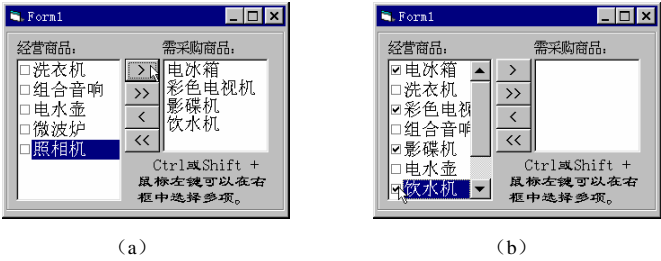 Form1
经营商品：
需采购商品：
洗衣机
组合音响
电水壶
微波炉
照相机
>
>>
<
<<
电冰箱
彩色电视机
影碟机
饮水机
Ctrl或Shift +
鼠标左键可以在右
框中选择多项。
(a)
Form1
经营商品：
需采购商品：
电冰箱
洗衣机
彩色电视
组合音响
影碟机
电水壶
饮水机
>
>>
<
<<
Ctrl或Shift +
鼠标左键可以在右
框中选择多项。
(b)